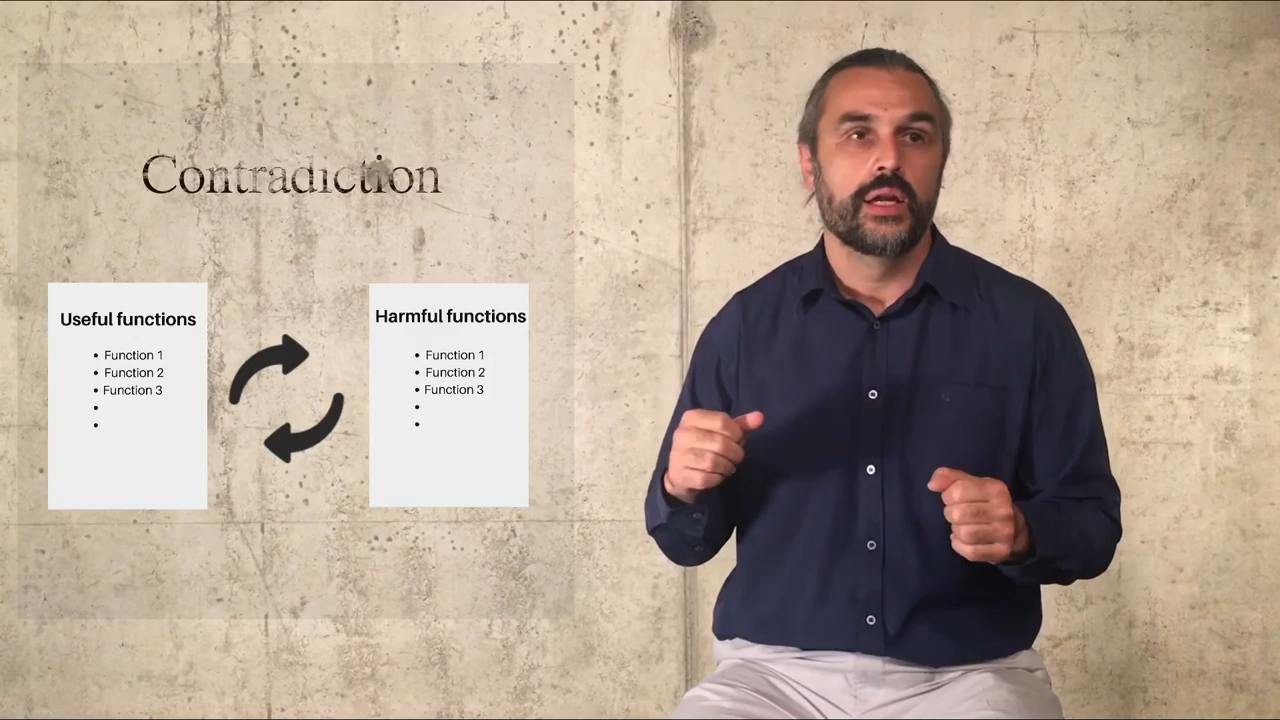 Contradiction
Useful functions
• Function 1
• Function 2
• Function 3
•
•
Harmful functions
• Function 1
• Function 2
• Function 3
•
•